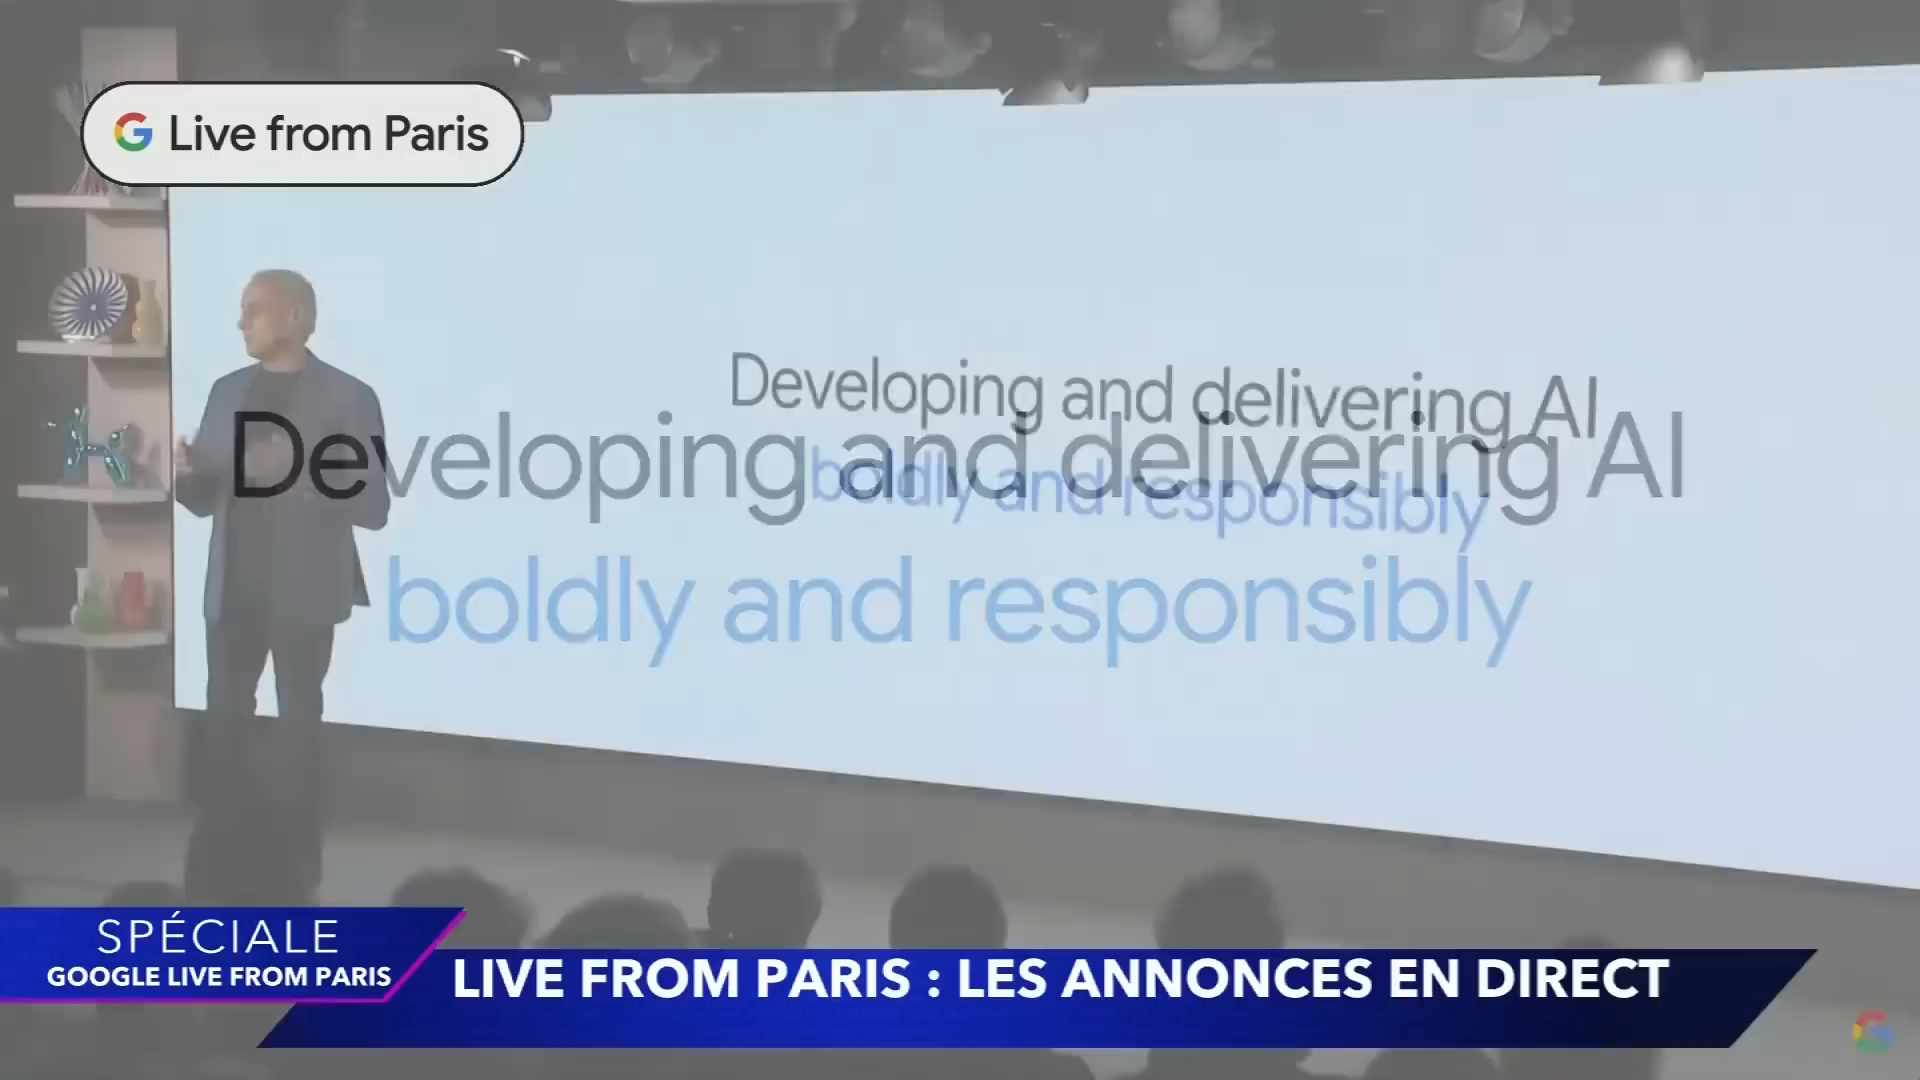 Live from Paris
Developing and delivering AI
boldly and responsibly
Developing and delivering AI
boldly and responsibly
SPÉCIALE
GOOGLE LIVE FROM PARIS
LIVE FROM PARIS : LES ANNONCES EN DIRECT